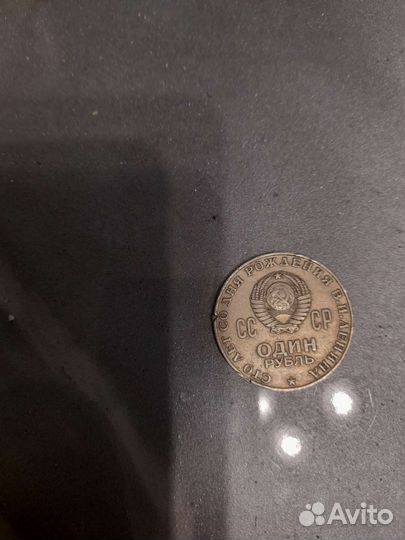 СТО ЛЕТ СО ДНЯ РОЖДЕНИЯ В.И.ЛЕНИНА
СС СР
ОДИН
РУБЛЬ
Avito